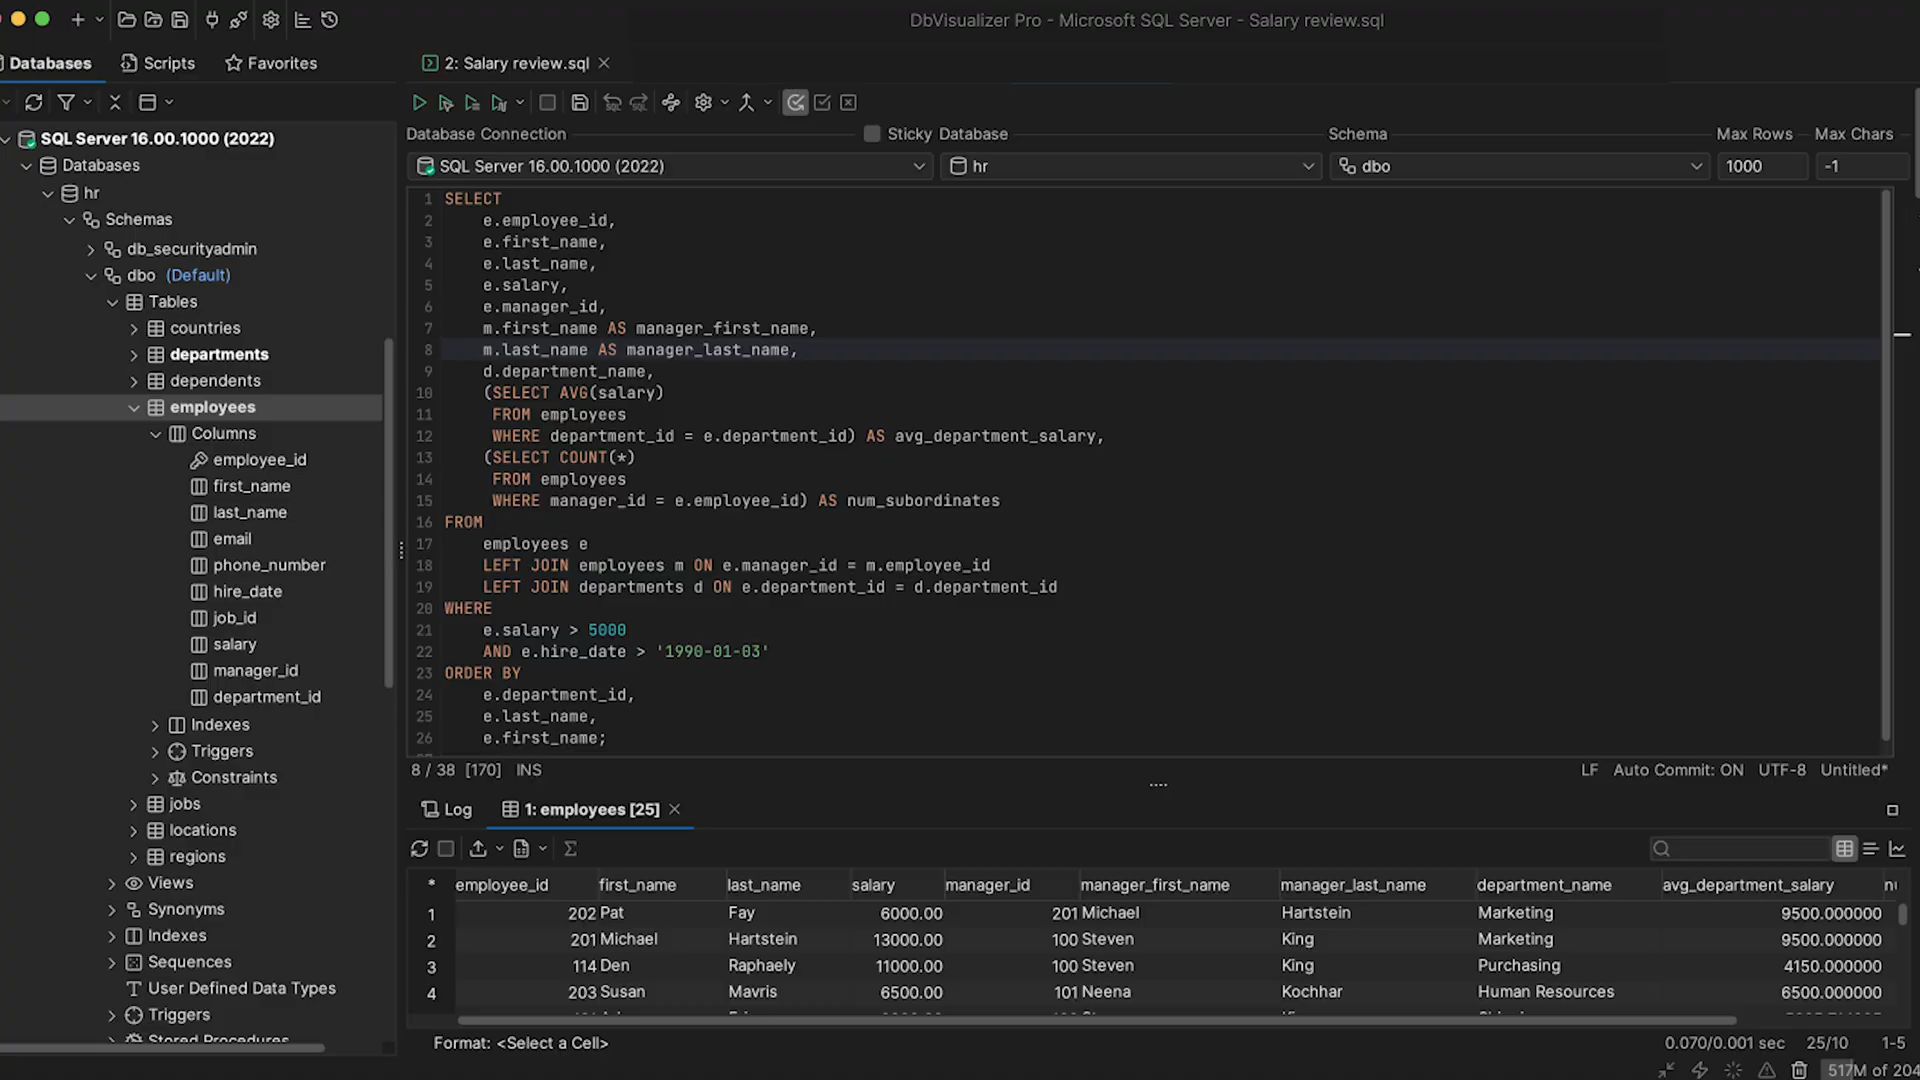 DbVisualizer Pro - Microsoft SQL Server - Salary review.sql
Databases
Scripts
Favorites
2: Salary review.sql
SQL Server 16.00.1000 (2022)
Databases
hr
Schemas
db_securityadmin
dbo (Default)
Tables
countries
departments
dependents
employees
Columns
employee_id
first_name
last_name
email
phone_number
hire_date
job_id
salary
manager_id
department_id
Indexes
Triggers
Constraints
jobs
locations
regions
Views
Synonyms
Indexes
Sequences
User Defined Data Types
Triggers
Stored Procedures
Database Connection
Sticky
Database
Schema
Max Rows
Max Chars
SQL Server 16.00.1000 (2022)
hr
dbo
1000
-1
1 SELECT
2 e.employee_id,
3 e.first_name,
4 e.last_name,
5 e.salary,
6 e.manager_id,
7 m.first_name AS manager_first_name,
8 m.last_name AS manager_last_name,
9 d.department_name,
10 (SELECT AVG(salary)
11 FROM employees
12 WHERE department_id = e.department_id) AS avg_department_salary,
13 (SELECT COUNT(*)
14 FROM employees
15 WHERE manager_id = e.employee_id) AS num_subordinates
16 FROM
17 employees e
18 LEFT JOIN employees m ON e.manager_id = m.employee_id
19 LEFT JOIN departments d ON e.department_id = d.department_id
20 WHERE
21 e.salary > 5000
22 AND e.hire_date > '1990-01-03'
23 ORDER BY
24 e.department_id,
25 e.last_name,
26 e.first_name;
8 / 38 [170] INS
LF Auto Commit: ON UTF-8 Untitled*
Log
1: employees [25]
* employee_id first_name last_name salary manager_id manager_first_name manager_last_name department_name avg_department_salary
1 202 Pat Fay 6000.00 201 Michael Hartstein Marketing 9500.000000
2 201 Michael Hartstein 13000.00 100 Steven King Marketing 9500.000000
3 114 Den Raphaely 11000.00 100 Steven King Purchasing 4150.000000
4 203 Susan Mavris 6500.00 101 Neena Kochhar Human Resources 6500.000000
Format: <Select a Cell>
0.070/0.001 sec 25/10 1-5
517M of 204